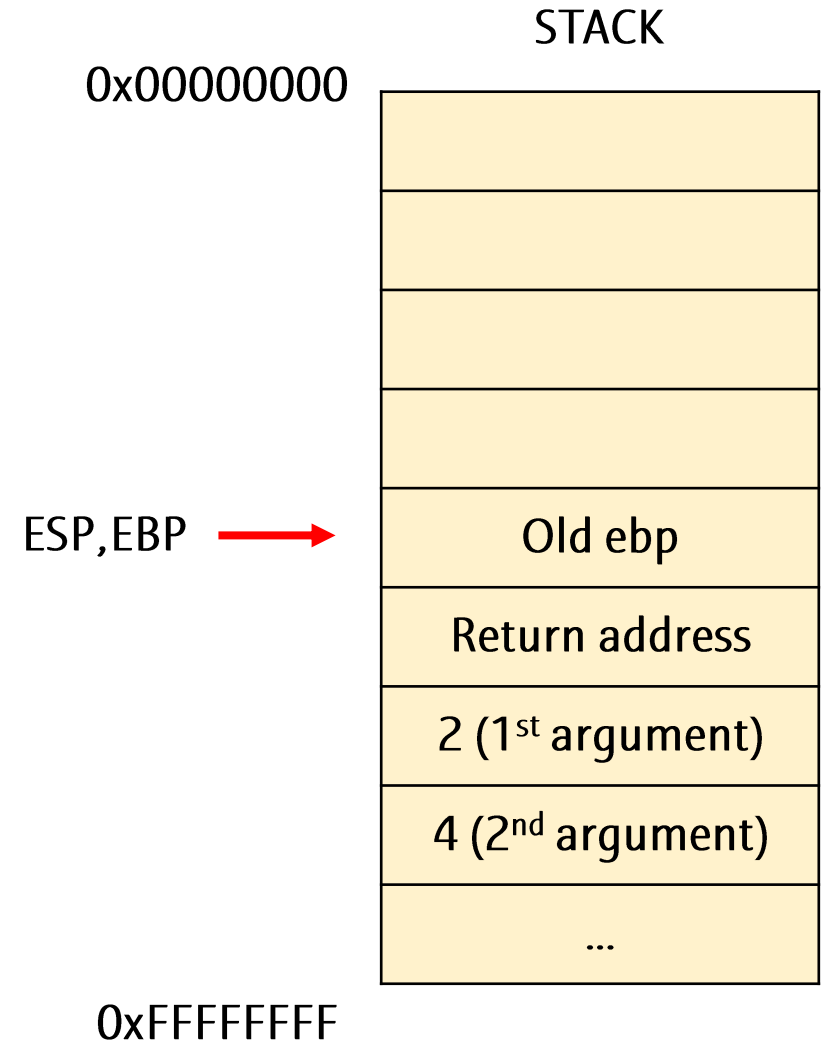 STACK
0x00000000
ESP,EBP
Old ebp
Return address
2 (1st argument)
4 (2nd argument)
...
0xFFFFFFFF